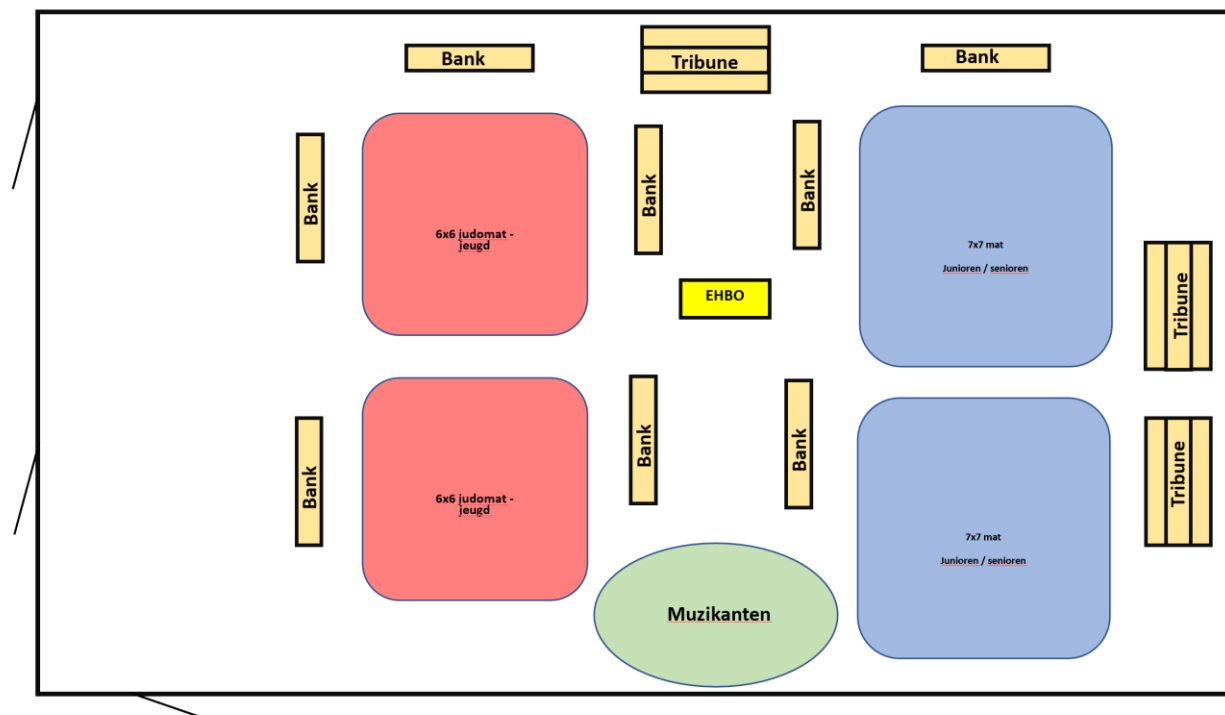 Bank
Tribune
Bank
Bank
Bank
Bank
6x6 judomat -
jeugd
7x7 mat
Junioren / senioren
EHBO
Tribune
Bank
Bank
Bank
Tribune
6x6 judomat -
jeugd
7x7 mat
Junioren / senioren
Muzikanten